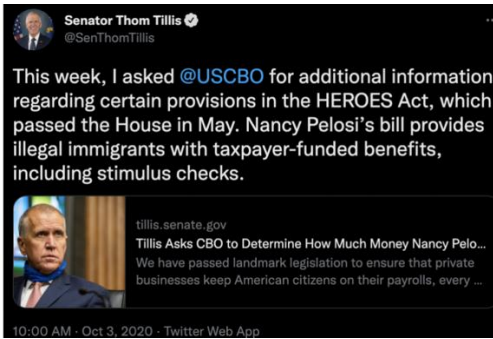 Senator Thom Tillis
@SenThomTillis
This week, I asked @USCBO for additional information
regarding certain provisions in the HEROES Act, which
passed the House in May. Nancy Pelosi’s bill provides
illegal immigrants with taxpayer-funded benefits,
including stimulus checks.
tillis.senate.gov
Tillis Asks CBO to Determine How Much Money Nancy Pelo...
We have passed landmark legislation to ensure that private
businesses keep American citizens on their payrolls, every ...
10:00 AM · Oct 3, 2020 · Twitter Web App